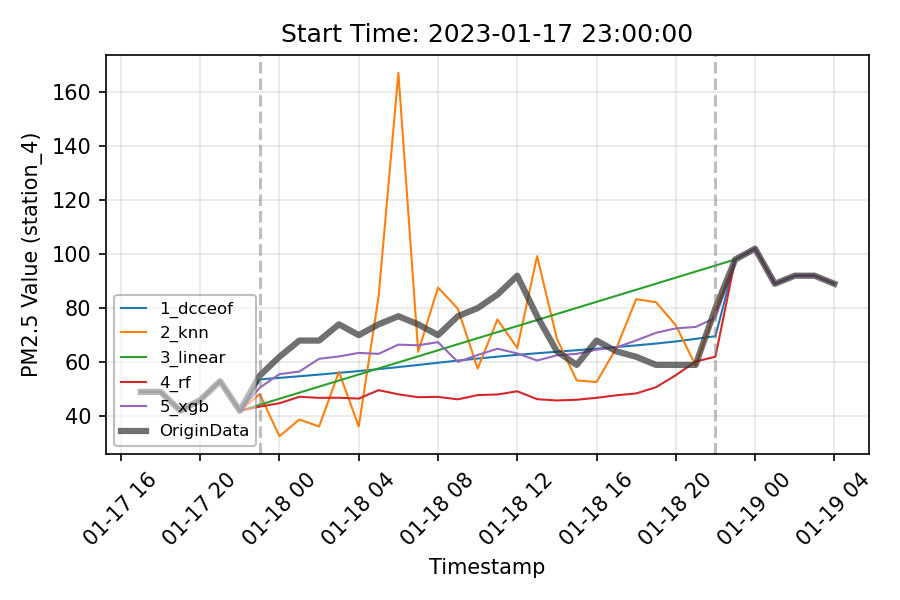 Start Time: 2023-01-17 23:00:00
PM2.5 Value (station_4)
160
140
120
100
80
60
40
1_dcceof
2_knn
3_linear
4_rf
5_xgb
OriginData
01-17 16
01-17 20
01-18 00
01-18 04
01-18 08
01-18 12
01-18 16
01-18 20
01-19 00
01-19 04
Timestamp